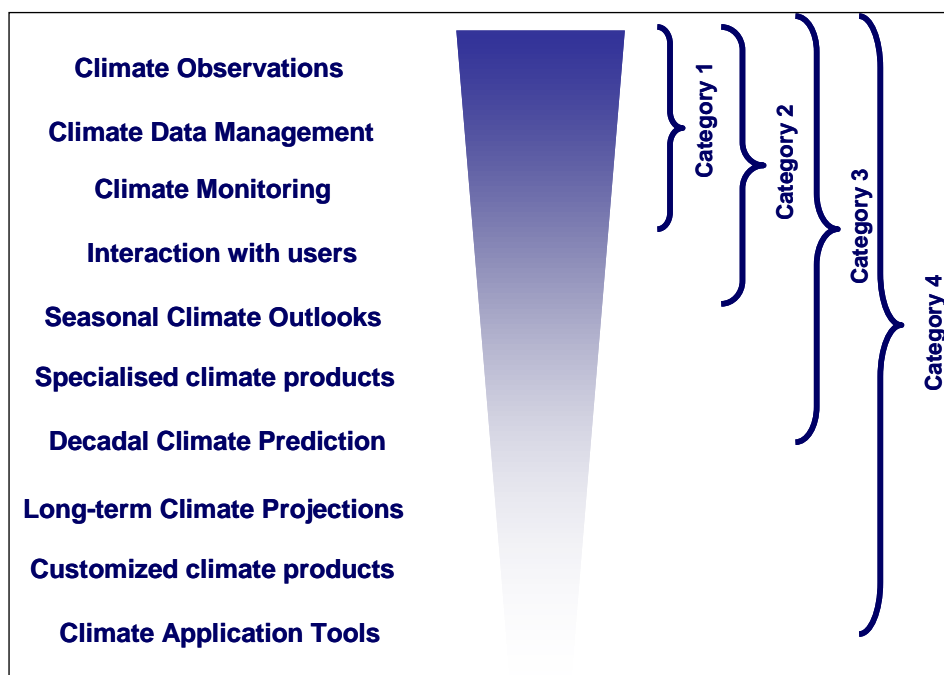 Climate Observations
Climate Data Management
Climate Monitoring
Interaction with users
Seasonal Climate Outlooks
Specialised climate products
Decadal Climate Prediction
Long-term Climate Projections
Customized climate products
Climate Application Tools
Category 1
Category 2
Category 3
Category 4